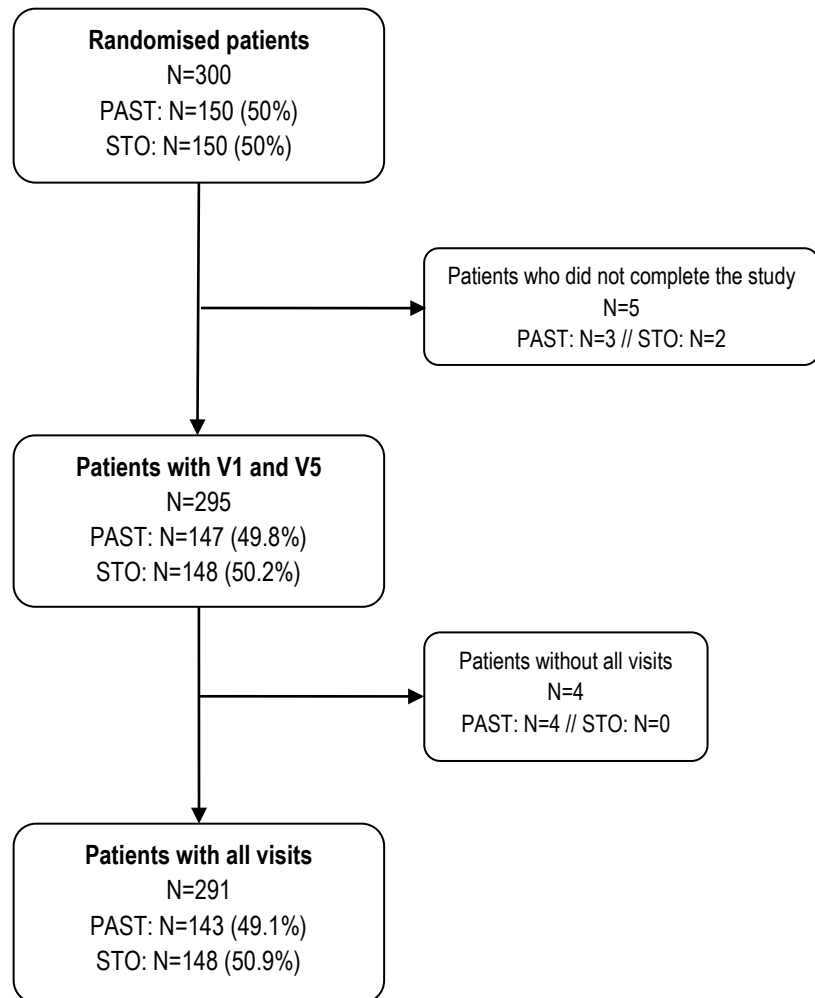 Randomised patients
N=300
PAST: N=150 (50%)
STO: N=150 (50%)
Patients who did not complete the study
N=5
PAST: N=3 // STO: N=2
Patients with V1 and V5
N=295
PAST: N=147 (49.8%)
STO: N=148 (50.2%)
Patients without all visits
N=4
PAST: N=4 // STO: N=0
Patients with all visits
N=291
PAST: N=143 (49.1%)
STO: N=148 (50.9%)